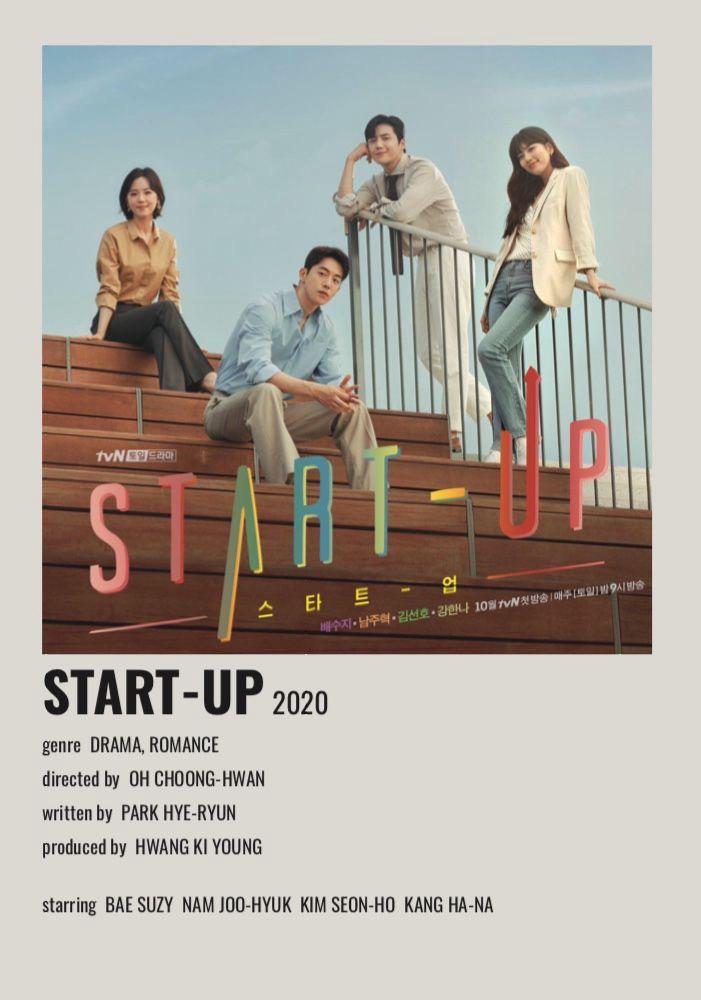 tvN 토일드라마
START-UP
스타트-업
배수지•남주혁•김선호•강한나 10월 tvN 첫방송 | 매주 [토일] 밤 9시 방송
START-UP 2020
genre DRAMA, ROMANCE
directed by OH CHOONG-HWAN
written by PARK HYE-RYUN
produced by HWANG KI YOUNG
starring BAE SUZY NAM JOO-HYUK KIM SEON-HO KANG HA-NA